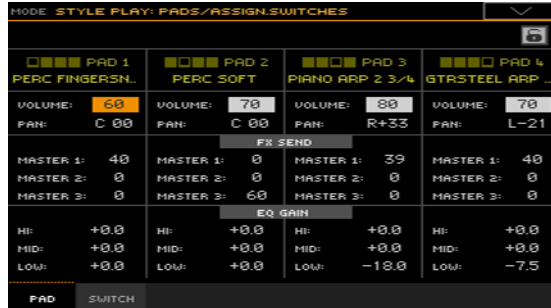 MODE STYLE PLAY: PADS/ASSIGN.SWITCHES
PAD 1 PAD 2 PAD 3 PAD 4
PERC FINGERSN.. PERC SOFT PIANO ARP 2 3/4 GTRSTEEL ARP ..
VOLUME: 60 VOLUME: 70 VOLUME: 80 VOLUME: 70
PAN: C 00 PAN: C 00 PAN: R+33 PAN: L-21
FX SEND
MASTER 1: 40 MASTER 1: 0 MASTER 1: 39 MASTER 1: 40
MASTER 2: 0 MASTER 2: 0 MASTER 2: 0 MASTER 2: 0
MASTER 3: 0 MASTER 3: 60 MASTER 3: 0 MASTER 3: 0
EQ GAIN
HI: +0.0 HI: +0.0 HI: +0.0 HI: +0.0
MID: +0.0 MID: +0.0 MID: +0.0 MID: +0.0
LOW: +0.0 LOW: +0.0 LOW: -18.0 LOW: -7.5
PAD SWITCH